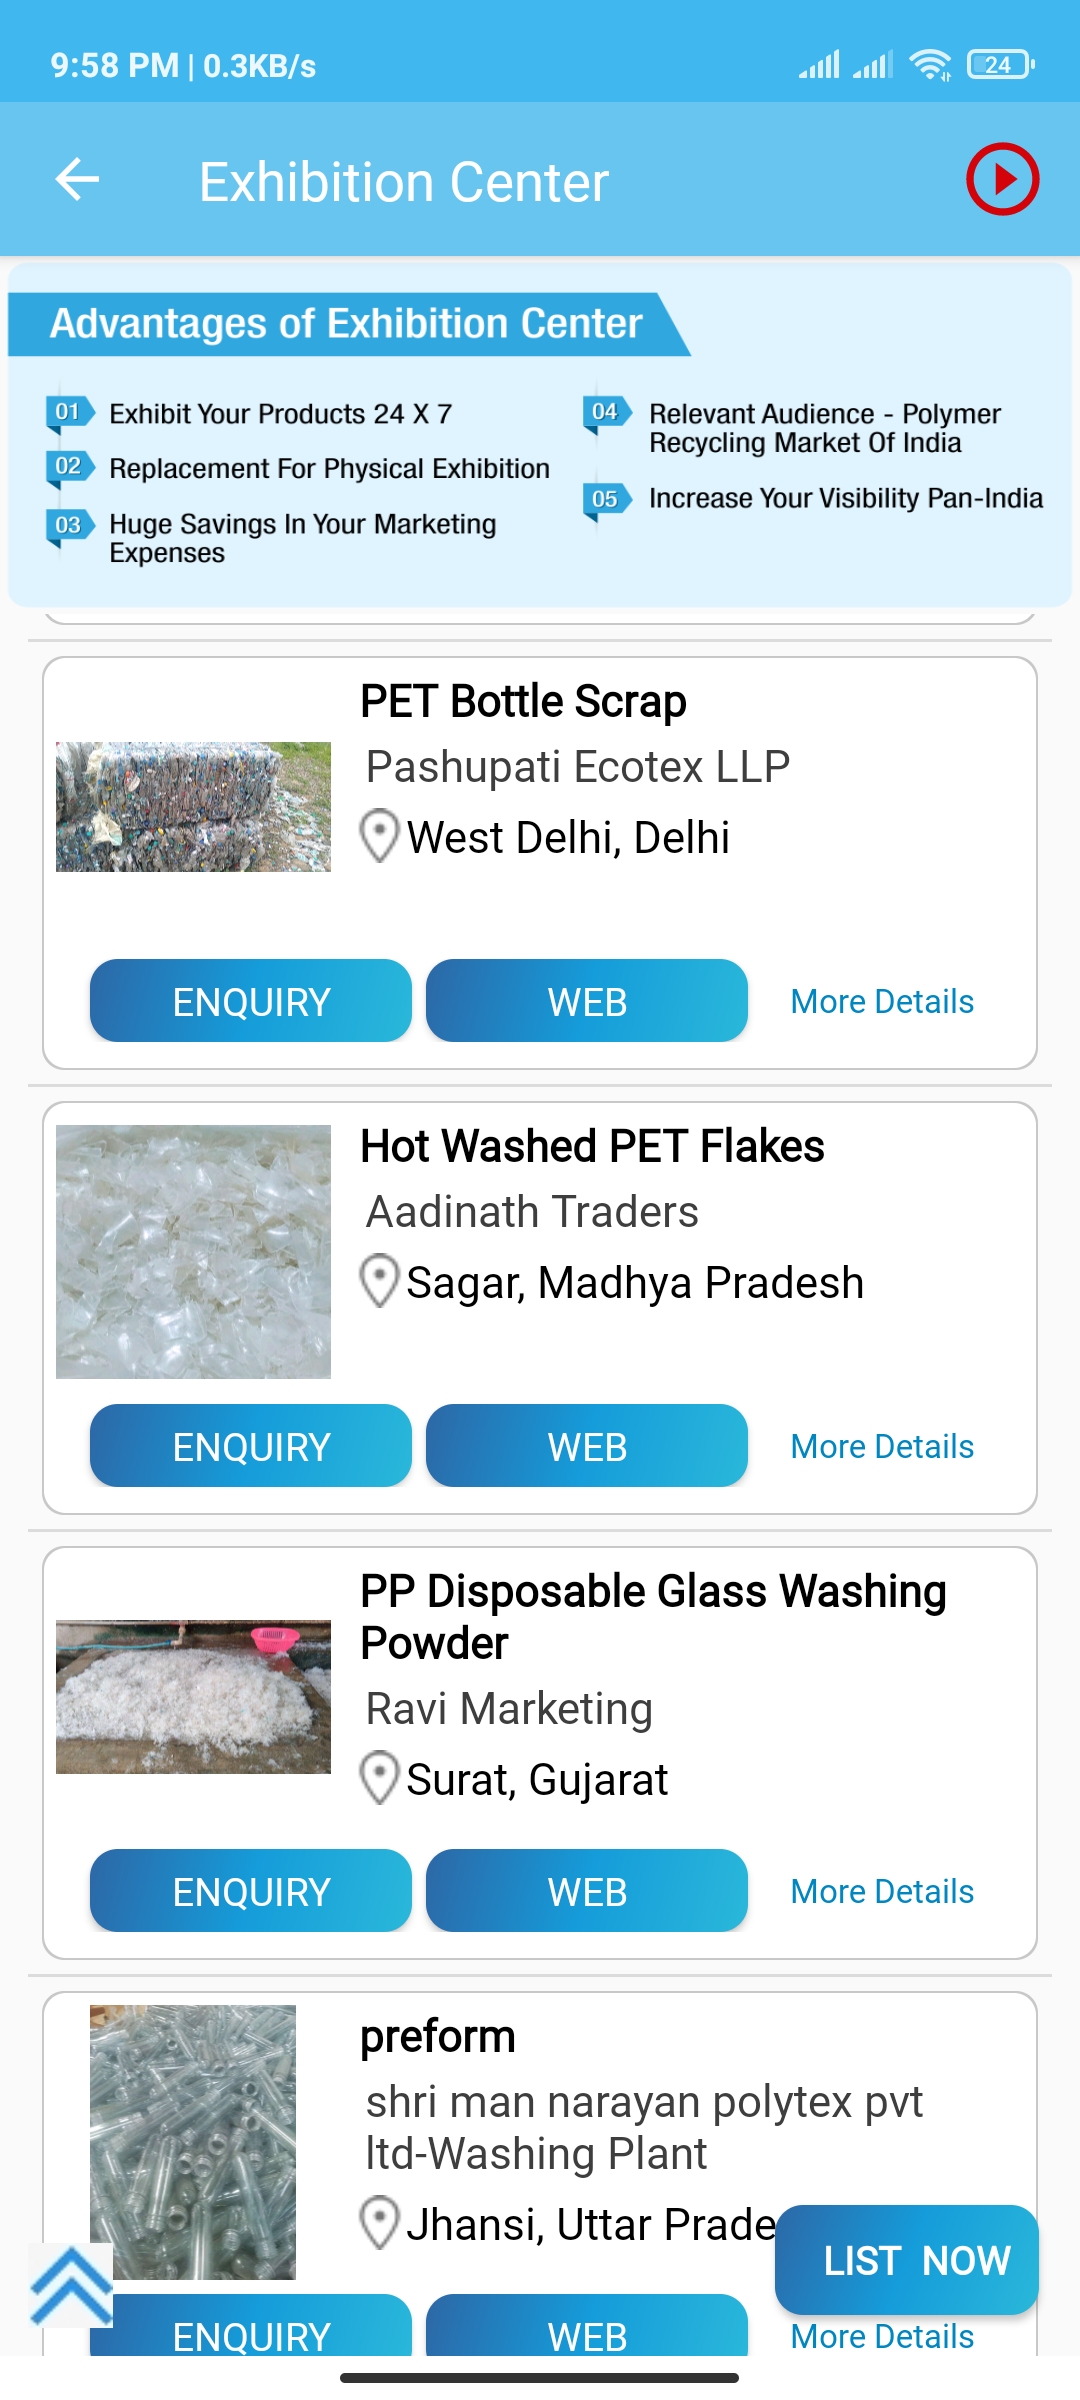 9:58 PM | 0.3KB/s
24
Exhibition Center
Advantages of Exhibition Center
01 Exhibit Your Products 24 X 7
02 Replacement For Physical Exhibition
03 Huge Savings In Your Marketing
Expenses
04 Relevant Audience - Polymer
Recycling Market Of India
05 Increase Your Visibility Pan-India
PET Bottle Scrap
Pashupati Ecotex LLP
West Delhi, Delhi
ENQUIRY WEB More Details
Hot Washed PET Flakes
Aadinath Traders
Sagar, Madhya Pradesh
ENQUIRY WEB More Details
PP Disposable Glass Washing
Powder
Ravi Marketing
Surat, Gujarat
ENQUIRY WEB More Details
preform
shri man narayan polytex pvt
ltd-Washing Plant
Jhansi, Uttar Prade
LIST NOW
ENQUIRY WEB More Details